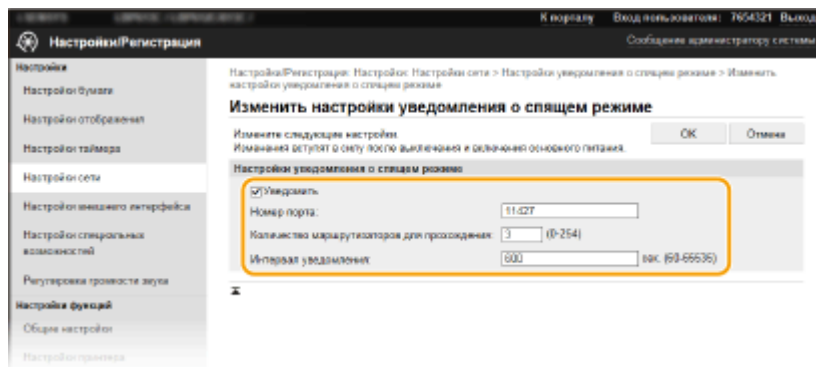 К порталу Вход пользователя: 7654321 Выход
Настройки/Регистрация Сообщение администратору системы
Настройки
Настройки бумаги
Настройки отображения
Настройки таймера
Настройки сети
Настройки внешнего интерфейса
Настройки специальных
возможностей
Регулировка громкости звука
Настройки функций
Общие настройки
Настройки принтера
Настройка/Регистрация: Настройки: Настройки сети > Настройки уведомления о спящем режиме > Изменить
настройки уведомления о спящем режиме
Изменить настройки уведомления о спящем режиме
Измените следующие настройки.
Изменения вступят в силу после выключения и включения основного питания.
OK Отмена
Настройки уведомления о спящем режиме
Уведомить
Номер порта: 11427
Количество маршрутизаторов для прохождения: 3 (0-254)
Интервал уведомления: 600 сек. (60-65535)